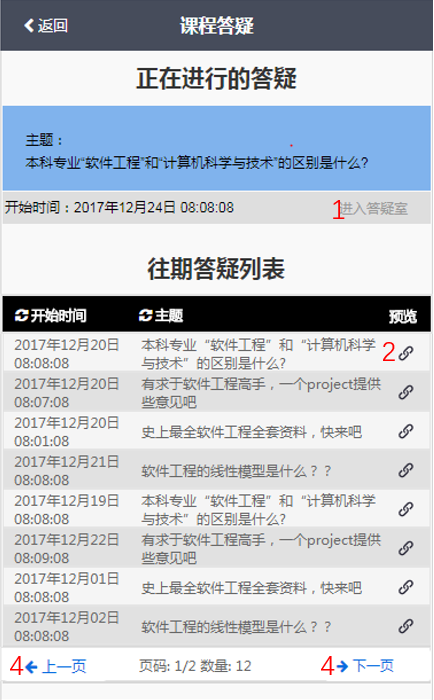 返回 课程答疑
正在进行的答疑
主题：
本科专业“软件工程”和“计算机科学与技术”的区别是什么?
开始时间：2017年12月24日 08:08:08 1 进入答疑室
往期答疑列表
开始时间 主题 预览
2017年12月20日
08:08:08
本科专业“软件工程”和“计算机科学
与技术”的区别是什么?
2
2017年12月20日
08:07:08
有求于软件工程高手，一个project提供
些意见吧
2017年12月20日
08:01:08
史上最全软件工程全套资料，快来吧
2017年12月21日
08:08:08
软件工程的线性模型是什么？？
2017年12月19日
08:08:08
本科专业“软件工程”和“计算机科学
与技术”的区别是什么?
2017年12月22日
08:09:08
有求于软件工程高手，一个project提供
些意见吧
2017年12月01日
08:08:08
史上最全软件工程全套资料，快来吧
2017年12月02日
08:08:08
软件工程的线性模型是什么？？
4 上一页 页码: 1/2 数量: 12 4 下一页